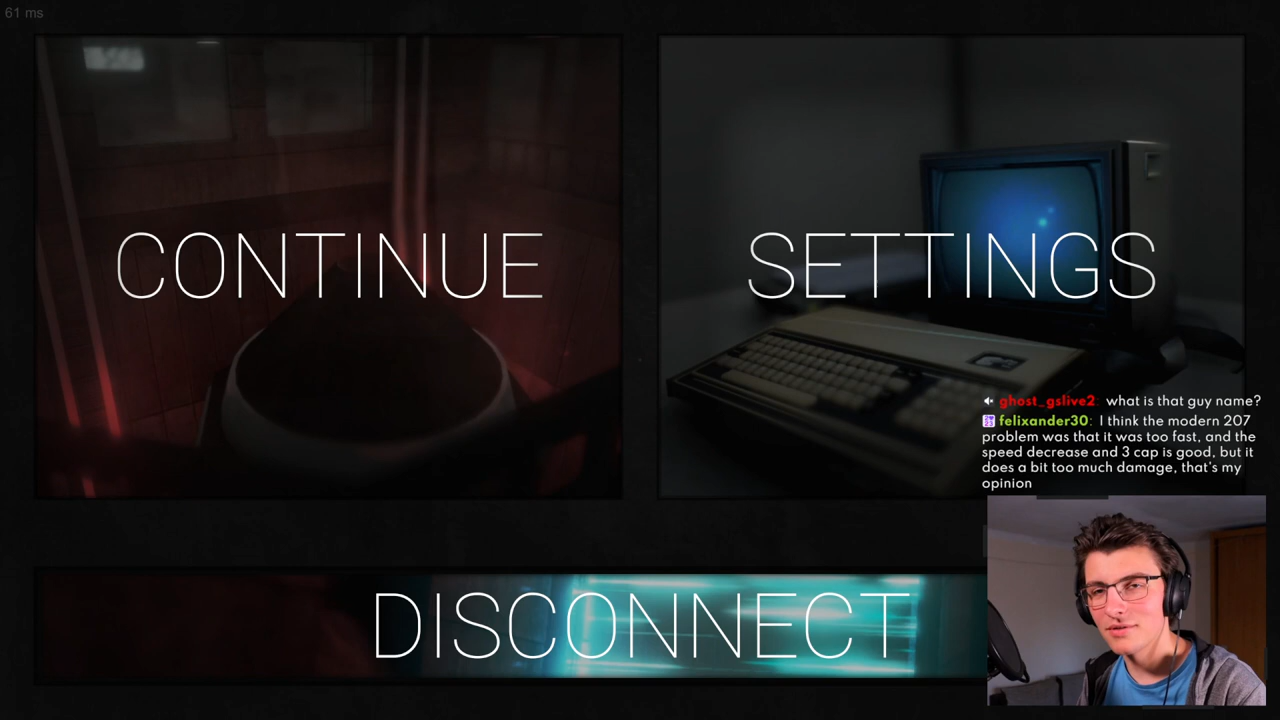 61 ms
CONTINUE
SETTINGS
ghost_gslive2: what is that guy name?
felixander30: I think the modern 207
problem was that it was too fast, and the
speed decrease and 3 cap is good, but it
does a bit too much damage, that's my
opinion
DISCONNECT